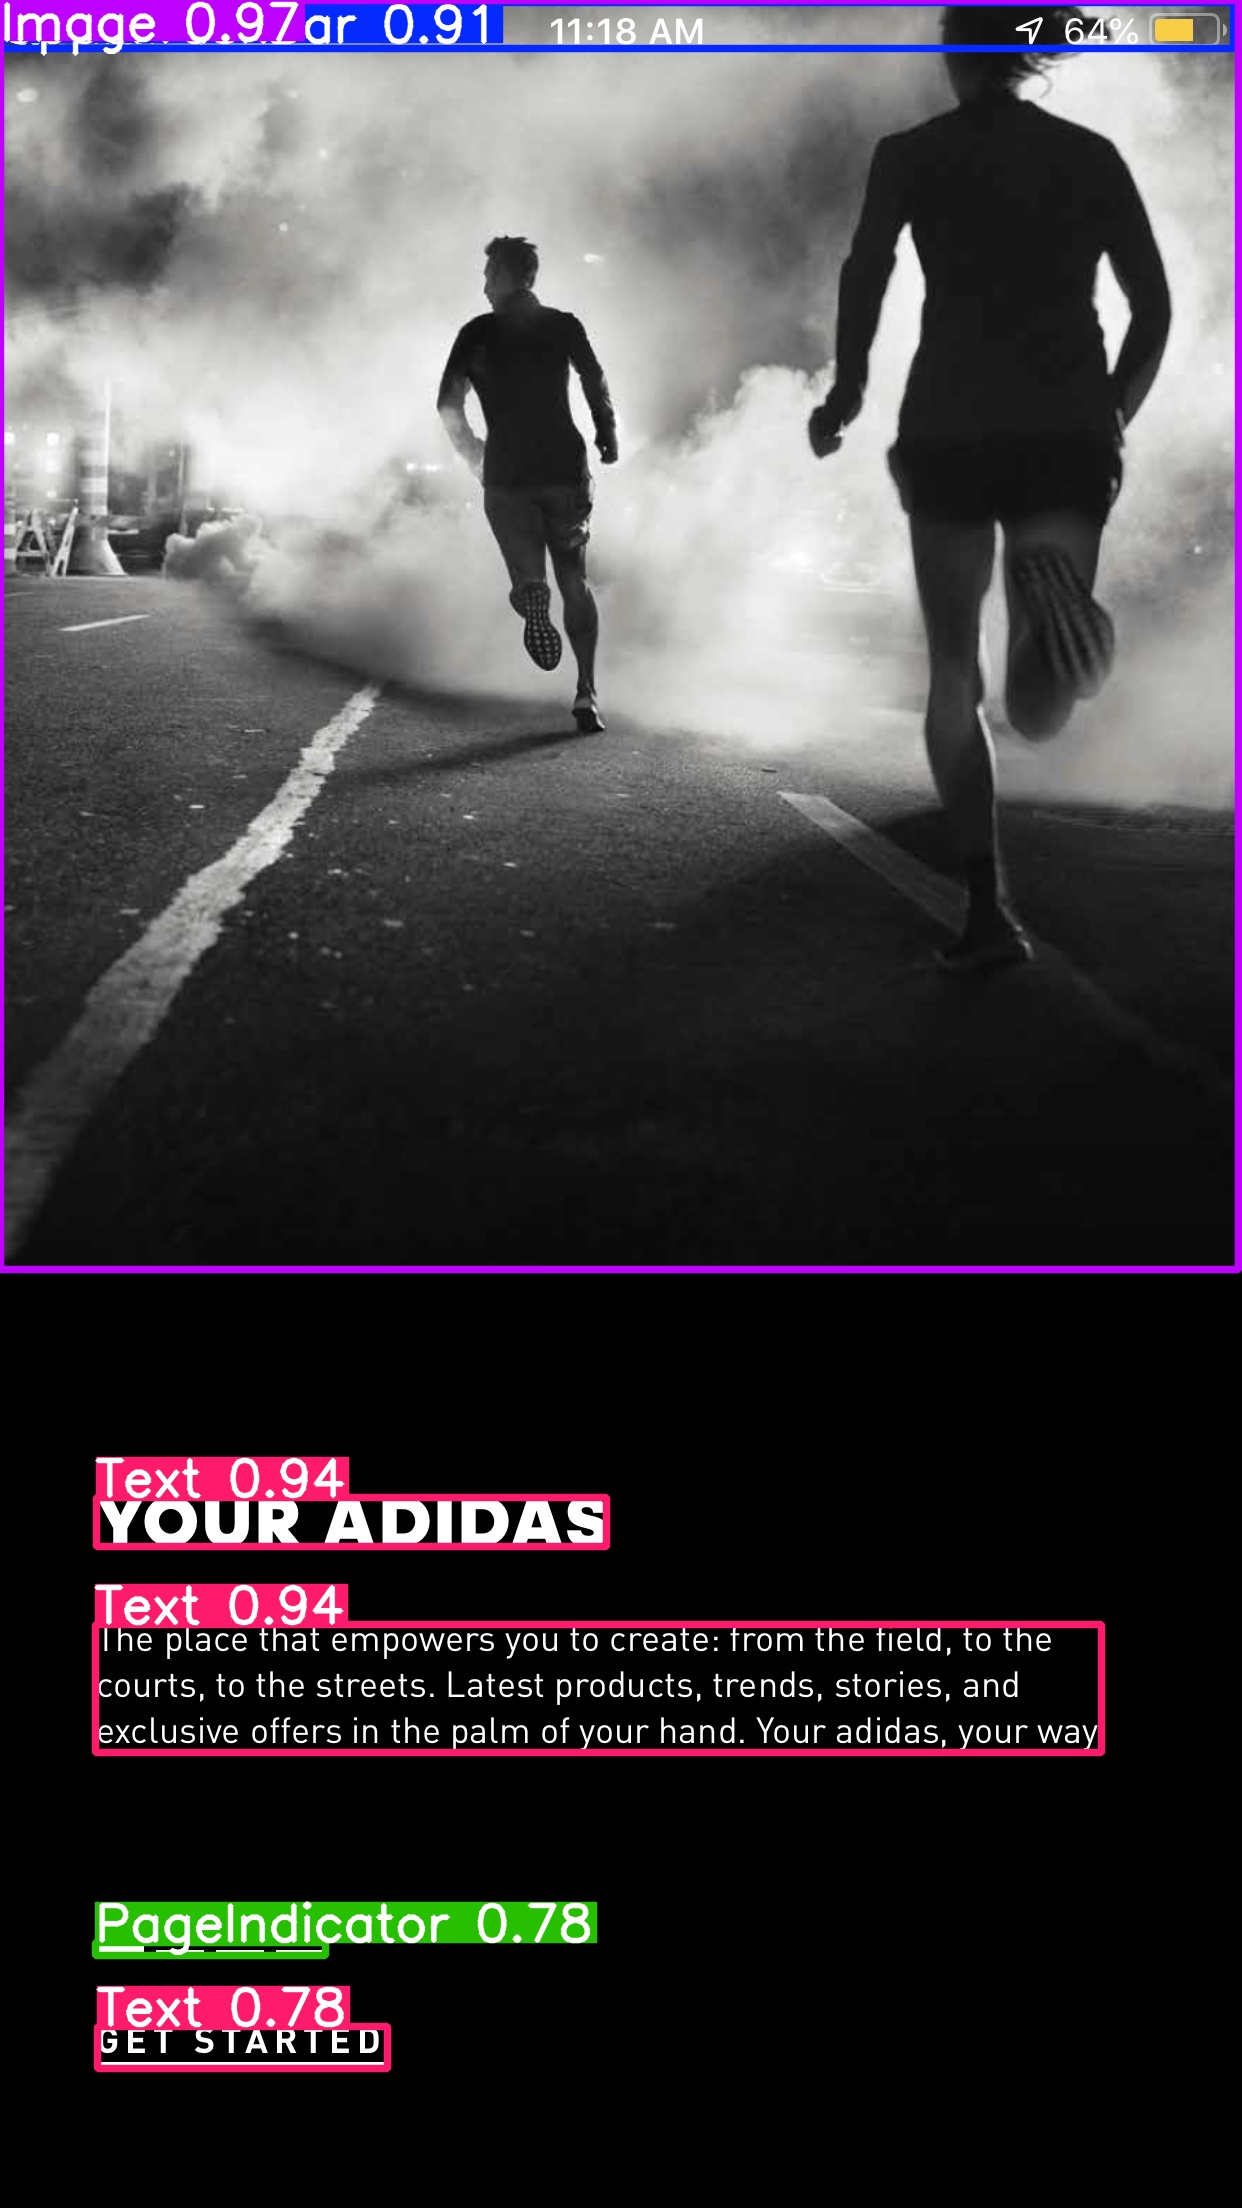 Image 0.97ar 0.91 11:18 AM 64%
Text 0.94
YOUR ADIDAS
Text 0.94
The place that empowers you to create: from the field, to the
courts, to the streets. Latest products, trends, stories, and
exclusive offers in the palm of your hand. Your adidas, your way
PageIndicator 0.78
Text 0.78
GET STARTED